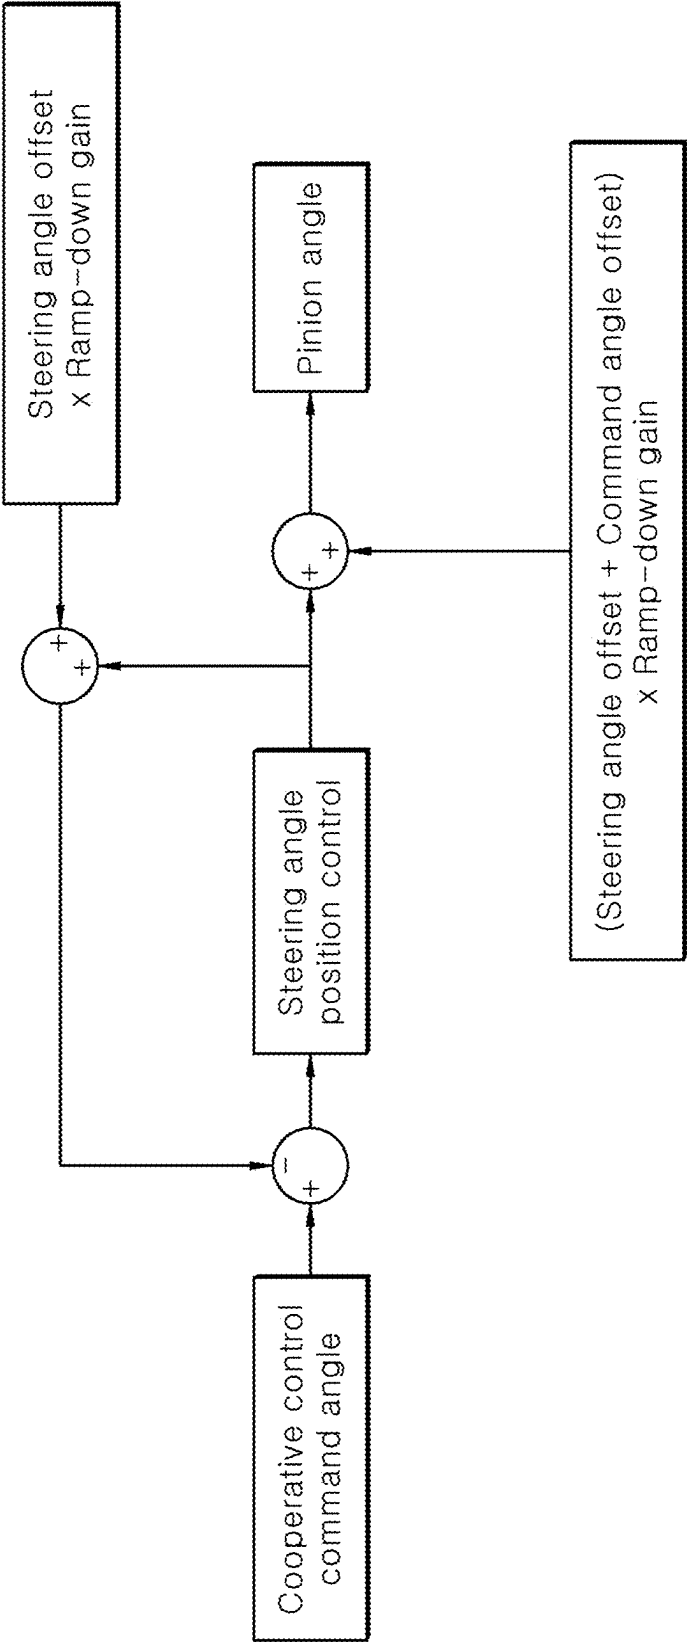 Steering angle offset
x Ramp-down gain
Cooperative control
command angle
+
-
Steering angle
position control
+
+
+
+
Pinion angle
(Steering angle offset + Command angle offset)
x Ramp-down gain